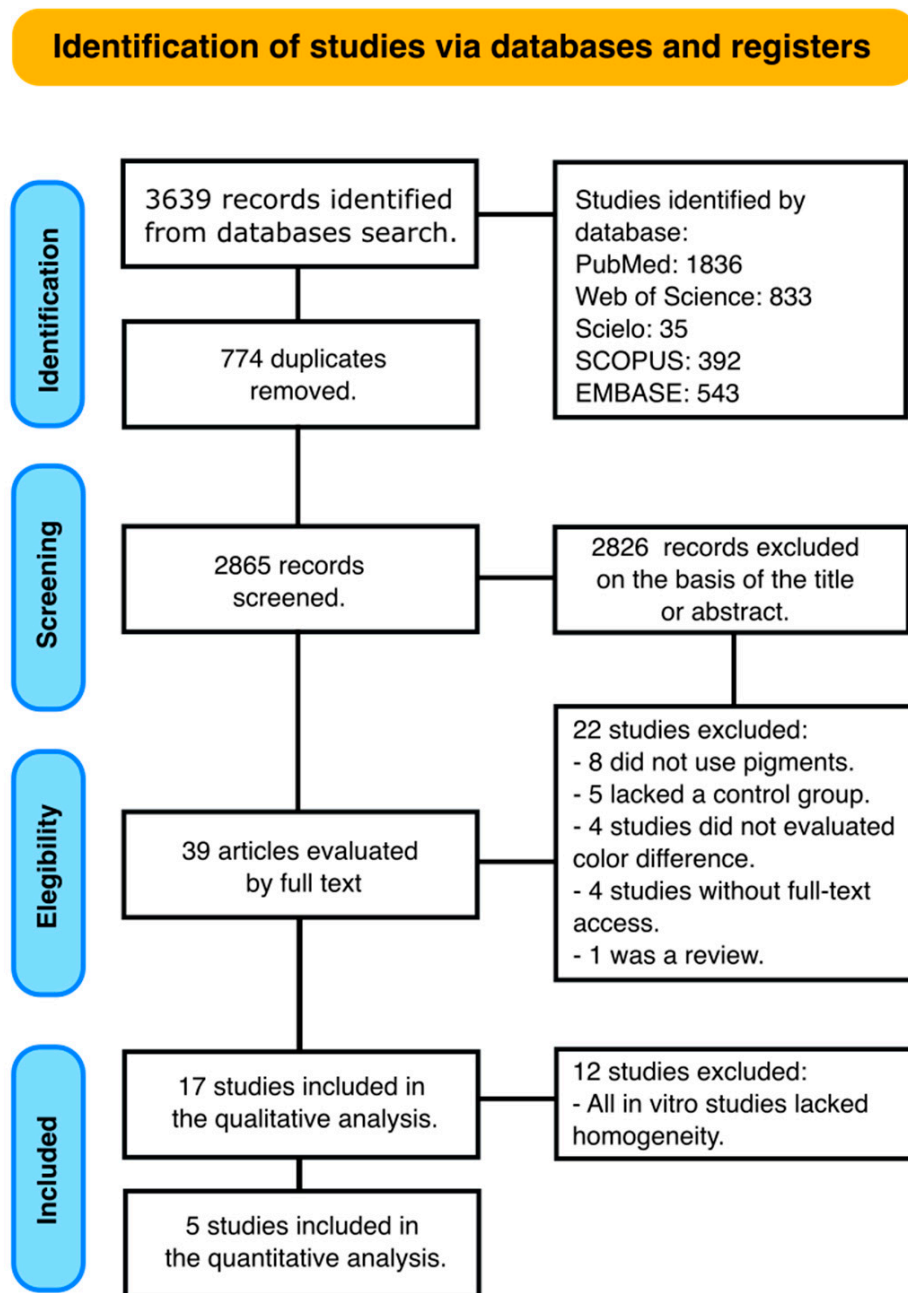 Identification of studies via databases and registers
Identification
3639 records identified
from databases search.
Studies identified by
database:
PubMed: 1836
Web of Science: 833
Scielo: 35
SCOPUS: 392
EMBASE: 543
774 duplicates
removed.
Screening
2865 records
screened.
2826 records excluded
on the basis of the title
or abstract.
Elegibility
39 articles evaluated
by full text
22 studies excluded:
- 8 did not use pigments.
- 5 lacked a control group.
- 4 studies did not evaluated
color difference.
- 4 studies without full-text
access.
- 1 was a review.
Included
17 studies included in
the qualitative analysis.
12 studies excluded:
- All in vitro studies lacked
homogeneity.
5 studies included in
the quantitative analysis.